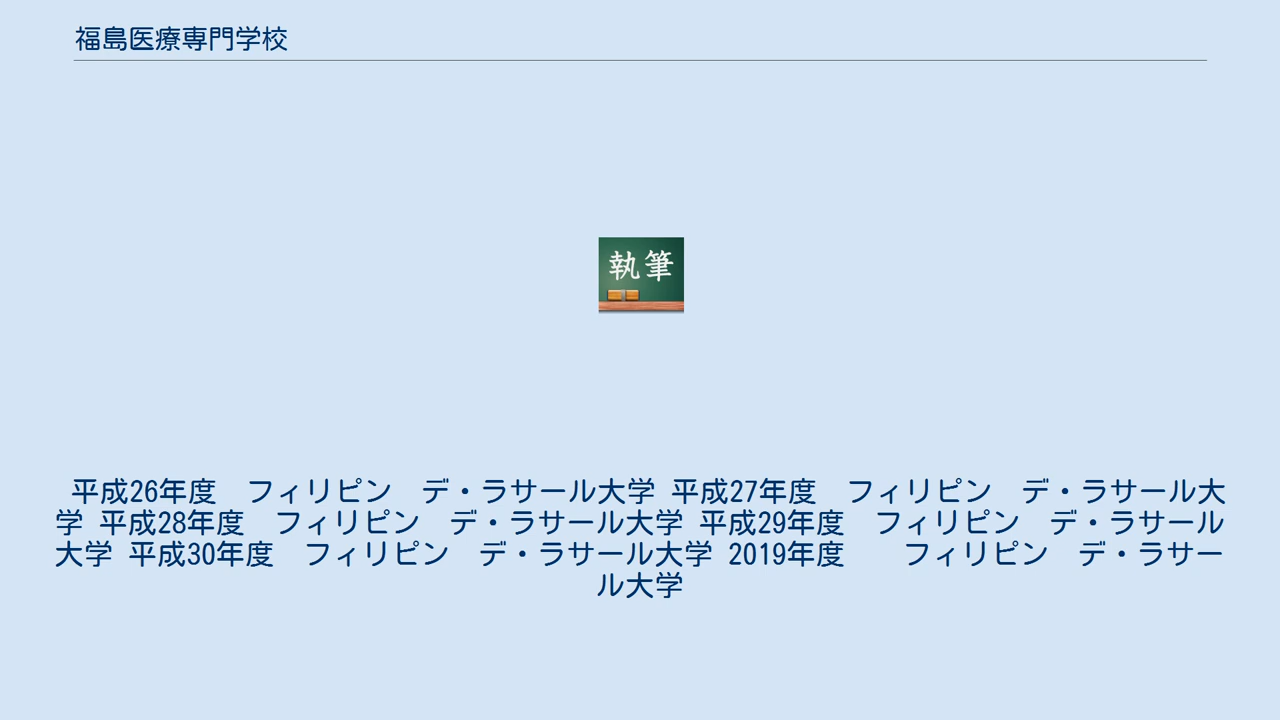 福島医療専門学校
執筆
平成26年度　フィリピン　デ・ラサール大学 平成27年度　フィリピン　デ・ラサール大
学 平成28年度　フィリピン　デ・ラサール大学 平成29年度　フィリピン　デ・ラサール
大学 平成30年度　フィリピン　デ・ラサール大学 2019年度　　フィリピン　デ・ラサー
ル大学